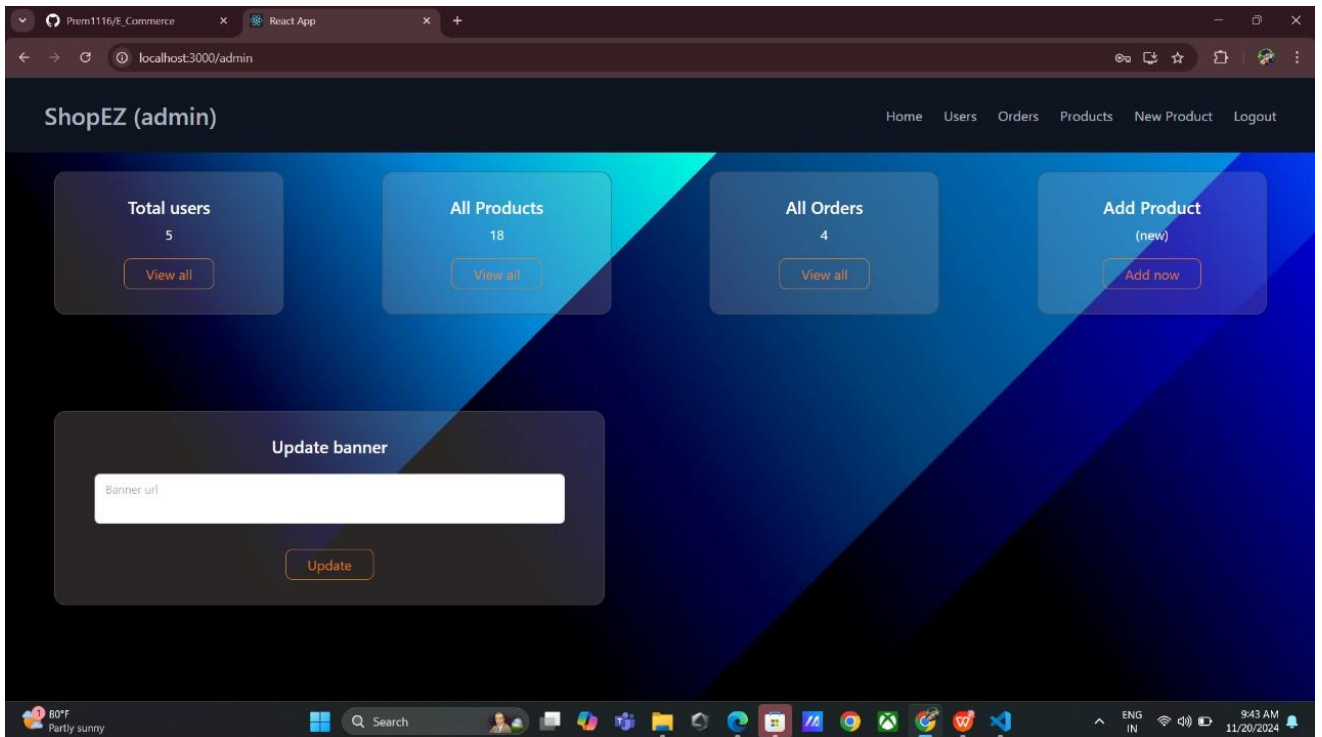 Prem1116/E_Commerce
React App
localhost:3000/admin
ShopEZ (admin)
Home Users Orders Products New Product Logout
Total users
5
View all
All Products
18
View all
All Orders
4
View all
Add Product
(new)
Add now
Update banner
Banner url
Update
1
80°F
Partly sunny
Search
ENG
IN
9:43 AM
11/20/2024